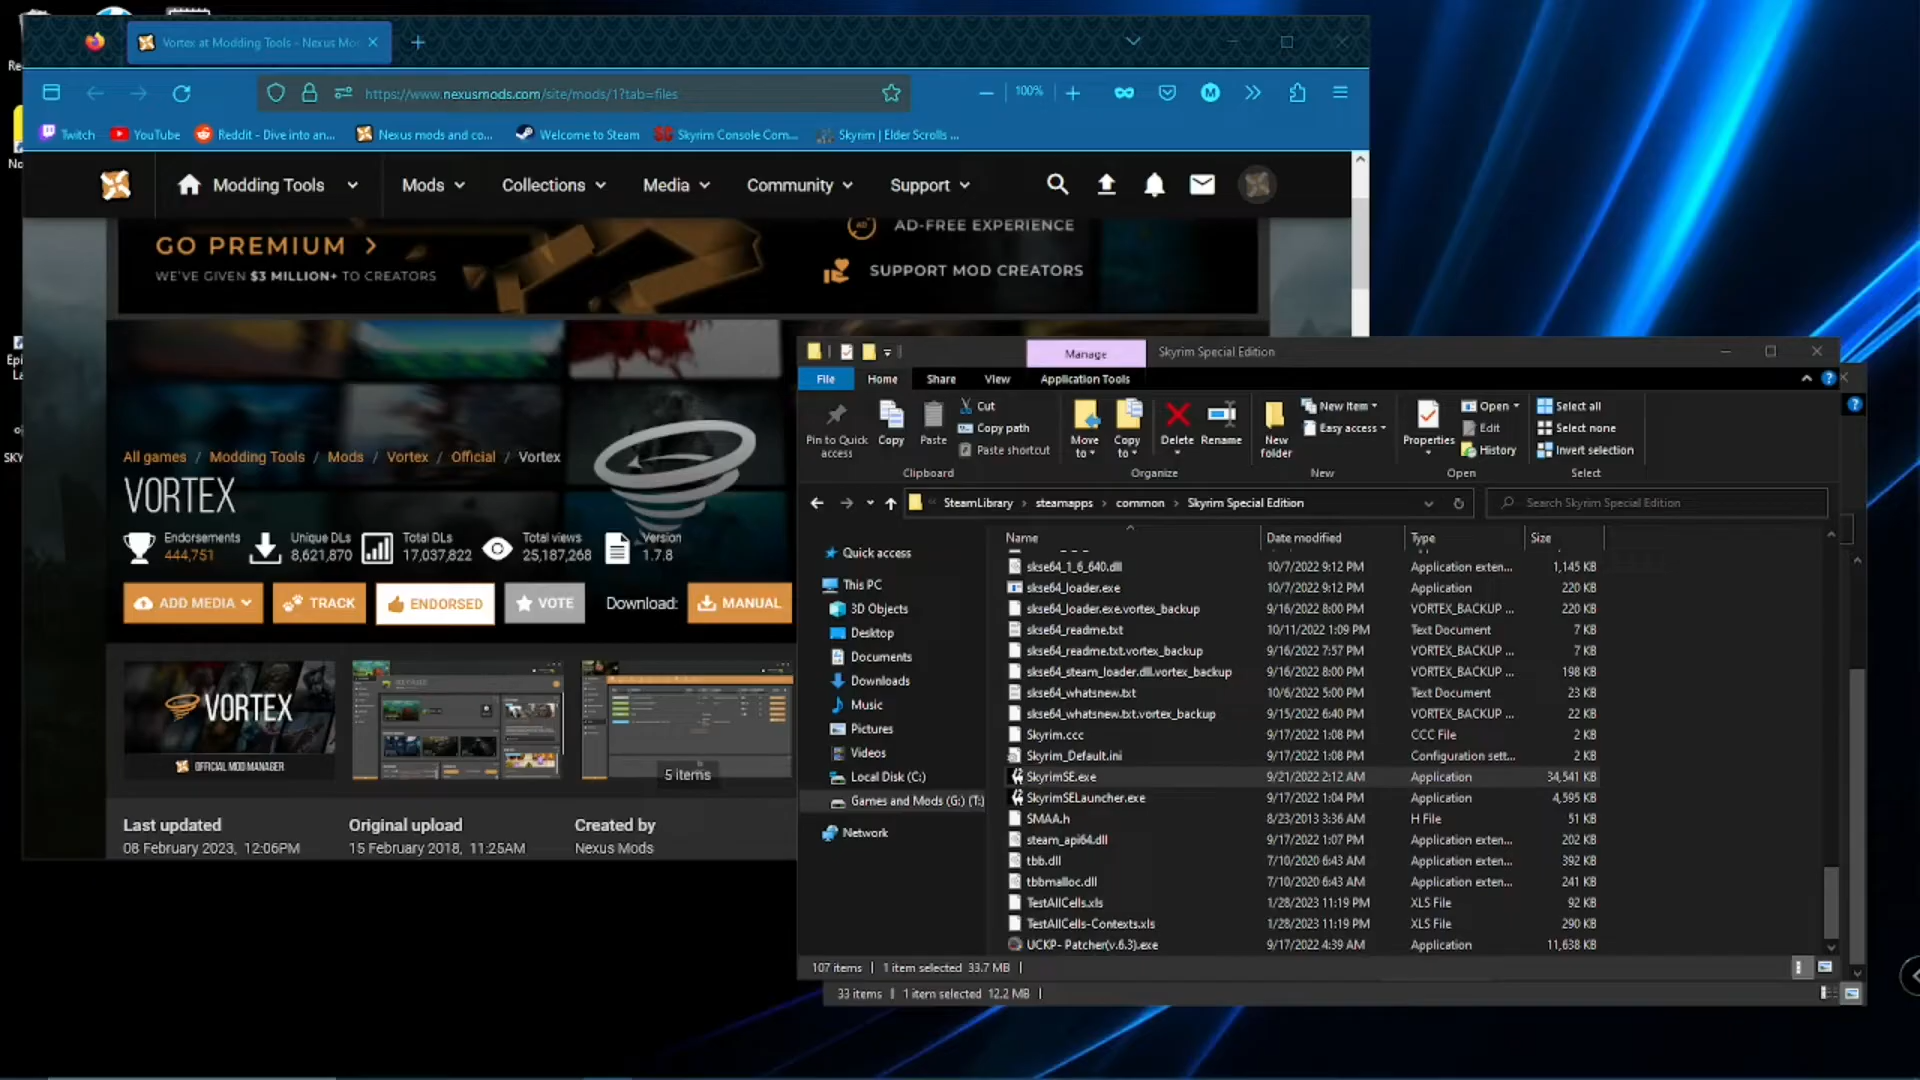 Re
No
Epi
La
SKY
Vortex at Modding Tools - Nexus Mo
https://www.nexusmods.com/site/mods/1?tab=files
100%
M
Twitch
YouTube
Reddit - Dive into an...
Nexus mods and co...
Welcome to Steam
Skyrim Console Com...
Skyrim | Elder Scrolls ...
Modding Tools
Mods
Collections
Media
Community
Support
GO PREMIUM
WE'VE GIVEN $3 MILLION+ TO CREATORS
AD
AD-FREE EXPERIENCE
SUPPORT MOD CREATORS
All games / Modding Tools / Mods / Vortex / Official / Vortex
VORTEX
Endorsements
444,751
Unique DLs
8,621,870
Total DLs
17,037,822
Total views
25,187,268
Version
1.7.8
ADD MEDIA
TRACK
ENDORSED
VOTE
Download:
MANUAL
VORTEX
OFFICIAL MOD MANAGER
5 items
Last updated
08 February 2023, 12:06PM
Original upload
15 February 2018, 11:25AM
Created by
Nexus Mods
Manage
Skyrim Special Edition
File
Home
Share
View
Application Tools
Pin to Quick access
Copy
Paste
Cut
Copy path
Paste shortcut
Clipboard
Move to
Copy to
Delete
Rename
Organize
New folder
New item
Easy access
New
Properties
Open
Edit
History
Open
Select all
Select none
Invert selection
Select
SteamLibrary > steamapps > common > Skyrim Special Edition
Search Skyrim Special Edition
Quick access
This PC
3D Objects
Desktop
Documents
Downloads
Music
Pictures
Videos
Local Disk (C:)
Games and Mods (G:) (T:)
Network
Name Date modified Type Size
skse64_1_6_640.dll 10/7/2022 9:12 PM Application exten... 1,145 KB
skse64_loader.exe 10/7/2022 9:12 PM Application 220 KB
skse64_loader.exe.vortex_backup 9/16/2022 8:00 PM VORTEX_BACKUP ... 220 KB
skse64_readme.txt 10/11/2022 1:09 PM Text Document 7 KB
skse64_readme.txt.vortex_backup 9/16/2022 7:57 PM VORTEX_BACKUP ... 7 KB
skse64_steam_loader.dll.vortex_backup 9/16/2022 8:00 PM VORTEX_BACKUP ... 198 KB
skse64_whatsnew.txt 10/6/2022 5:00 PM Text Document 23 KB
skse64_whatsnew.txt.vortex_backup 9/15/2022 6:40 PM VORTEX_BACKUP ... 22 KB
Skyrim.ccc 9/17/2022 1:08 PM CCC File 2 KB
Skyrim_Default.ini 9/17/2022 1:08 PM Configuration sett... 2 KB
SkyrimSE.exe 9/21/2022 2:12 AM Application 34,541 KB
SkyrimSELauncher.exe 9/17/2022 1:04 PM Application 4,595 KB
SMAA.h 8/23/2013 3:36 AM H File 51 KB
steam_api64.dll 9/17/2022 1:07 PM Application exten... 202 KB
tbb.dll 7/10/2020 6:43 AM Application exten... 392 KB
tbbmalloc.dll 7/10/2020 6:43 AM Application exten... 241 KB
TestAllCells.xls 1/28/2023 11:19 PM XLS File 92 KB
TestAllCells-Contexts.xls 1/28/2023 11:19 PM XLS File 290 KB
UCKP- Patcher(v.6.3).exe 9/17/2022 4:39 AM Application 11,638 KB
107 items 1 item selected 33.7 MB
33 items 1 item selected 12.2 MB